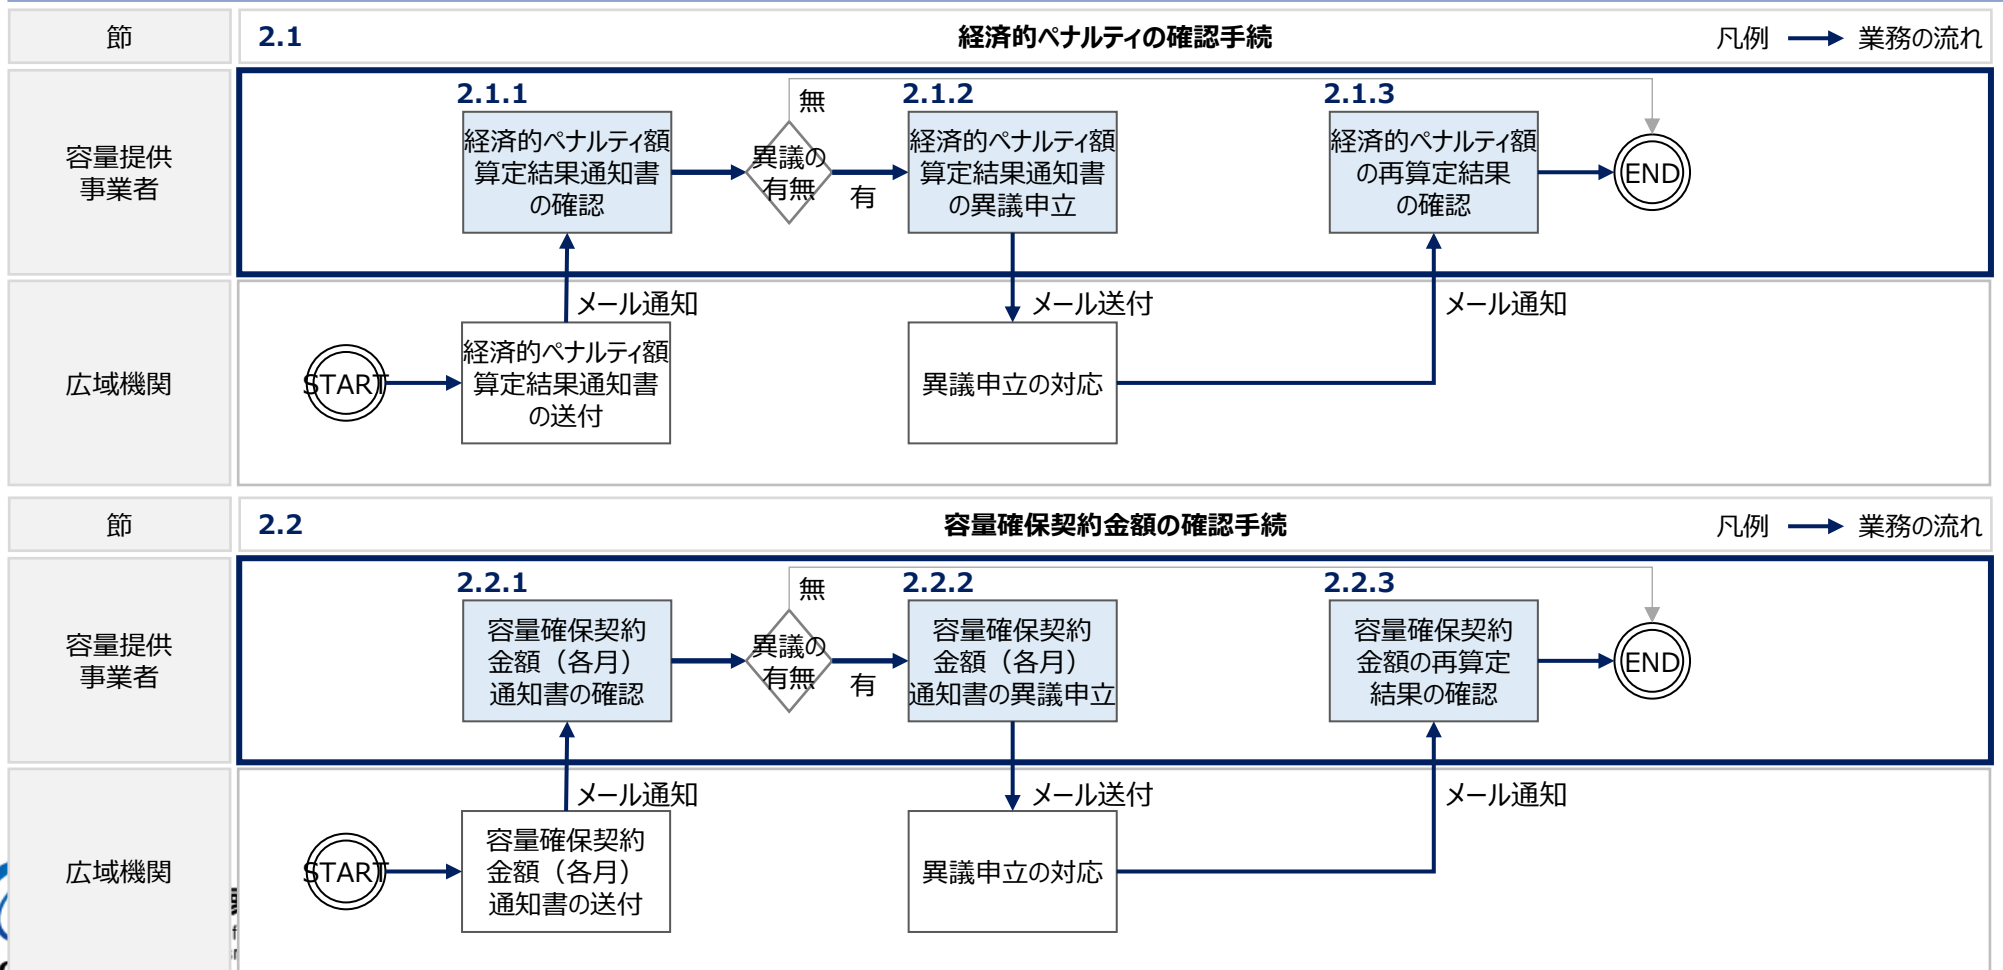 節
2.1
経済的ペナルティの確認手続
凡例
業務の流れ
容量提供
事業者
2.1.1
経済的ペナルティ額
算定結果通知書
の確認
異議の
有無
無
有
2.1.2
経済的ペナルティ額
算定結果通知書
の異議申立
2.1.3
経済的ペナルティ額
の再算定結果
の確認
END
メール通知
メール送付
メール通知
広域機関
START
経済的ペナルティ額
算定結果通知書
の送付
異議申立の対応
節
2.2
容量確保契約金額の確認手続
凡例
業務の流れ
容量提供
事業者
2.2.1
容量確保契約
金額（各月）
通知書の確認
異議の
有無
無
有
2.2.2
容量確保契約
金額（各月）
通知書の異議申立
2.2.3
容量確保契約
金額の再算定
結果の確認
END
メール通知
メール送付
メール通知
広域機関
START
容量確保契約
金額（各月）
通知書の送付
異議申立の対応